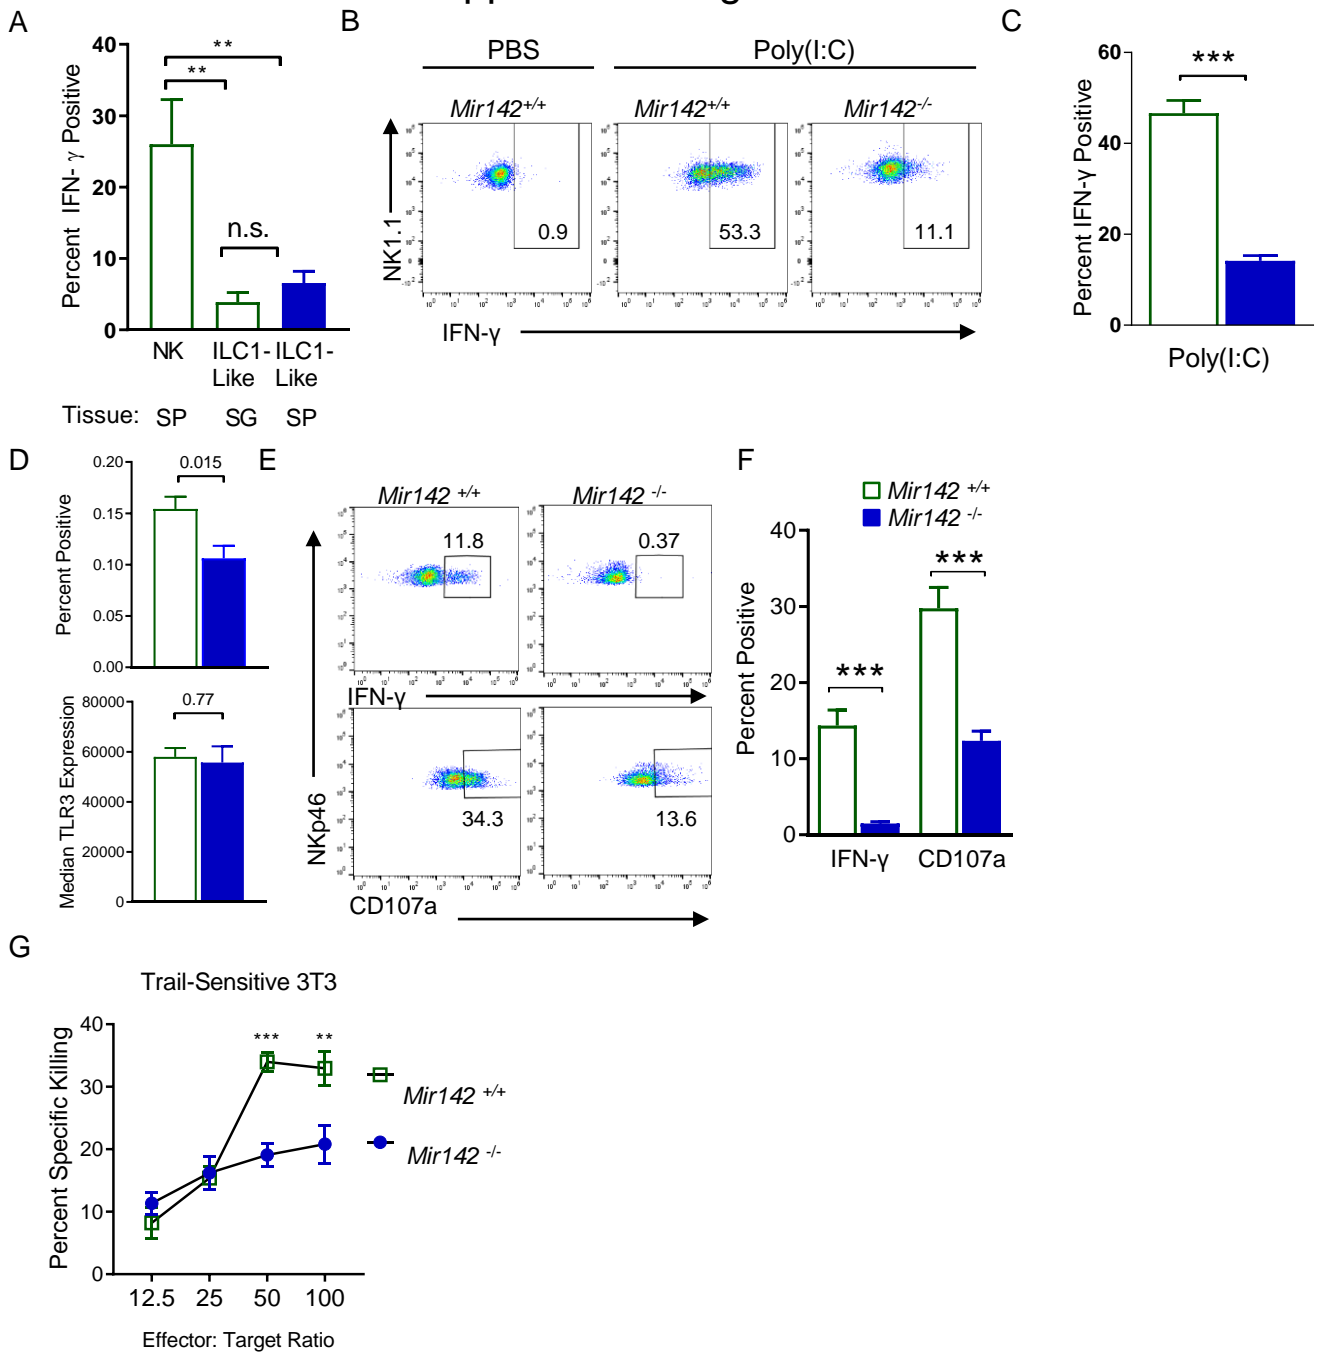 A
Percent IFN- γ Positive
40
30
20
10
0
**
**
n.s.
NK
ILC1-
Like
ILC1-
Like
Tissue: SP SG SP
B
PBS
Poly(I:C)
Mir142+/+
Mir142+/+
Mir142-/-
0.9
53.3
11.1
NK1.1
IFN-γ
C
Percent IFN-γ Positive
60
40
20
0
***
Poly(I:C)
D
Percent Positive
0.20
0.15
0.10
0.05
0.00
0.015
Median TLR3 Expression
80000
60000
40000
20000
0
0.77
E
Mir142 +/+
Mir142 -/-
11.8
0.37
IFN-γ
34.3
13.6
NKp46
CD107a
F
Mir142 +/+
Mir142 -/-
Percent Positive
40
30
20
10
0
***
***
IFN-γ
CD107a
G
Trail-Sensitive 3T3
Percent Specific Killing
40
30
20
10
0
***
**
Mir142 +/+
Mir142 -/-
12.5 25 50 100
Effector: Target Ratio